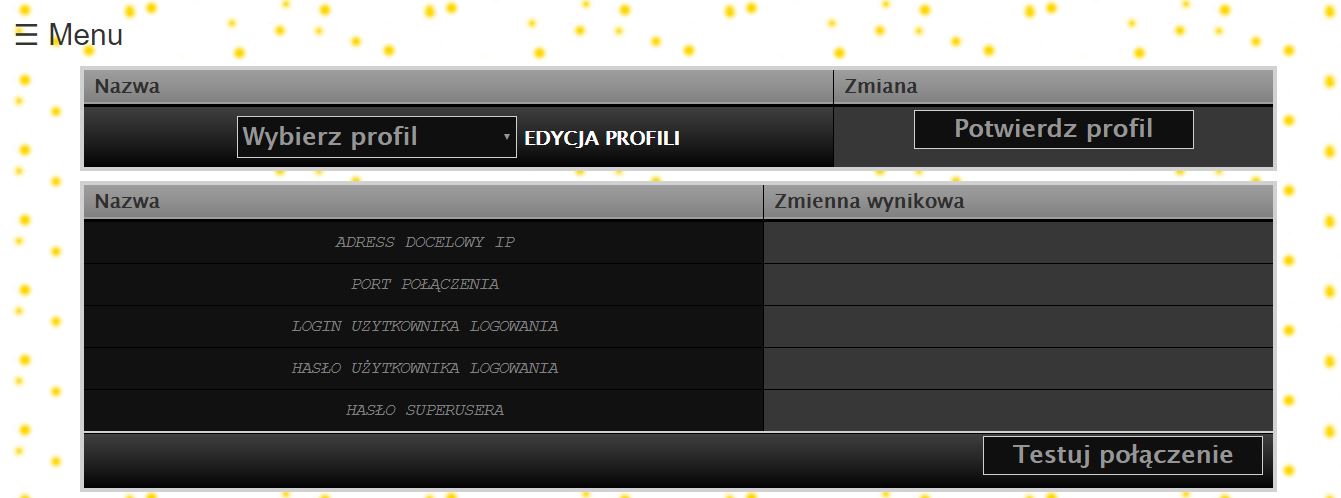 ☰ Menu
Nazwa Zmiana
Wybierz profil EDYCJA PROFILI Potwierdz profil
Nazwa Zmienna wynikowa
ADRESS DOCELOWY IP
PORT POŁĄCZENIA
LOGIN UZYTKOWNIKA LOGOWANIA
HASŁO UŻYTKOWNIKA LOGOWANIA
HASŁO SUPERUSERA
Testuj połączenie